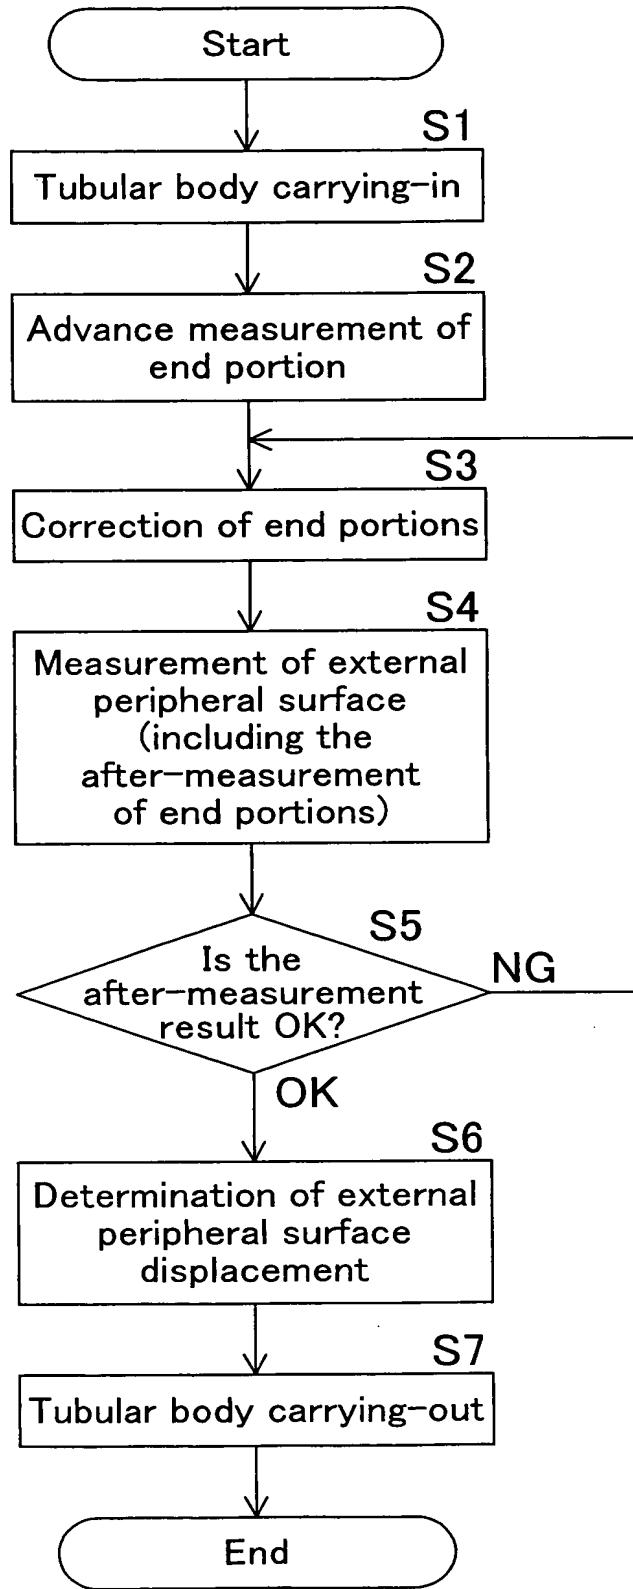 Start
S1
Tubular body carrying-in
S2
Advance measurement of
end portion
S3
Correction of end portions
S4
Measurement of external
peripheral surface
(including the
after-measurement
of end portions)
S5
Is the
after-measurement
result OK?
NG
OK
S6
Determination of external
peripheral surface
displacement
S7
Tubular body carrying-out
End